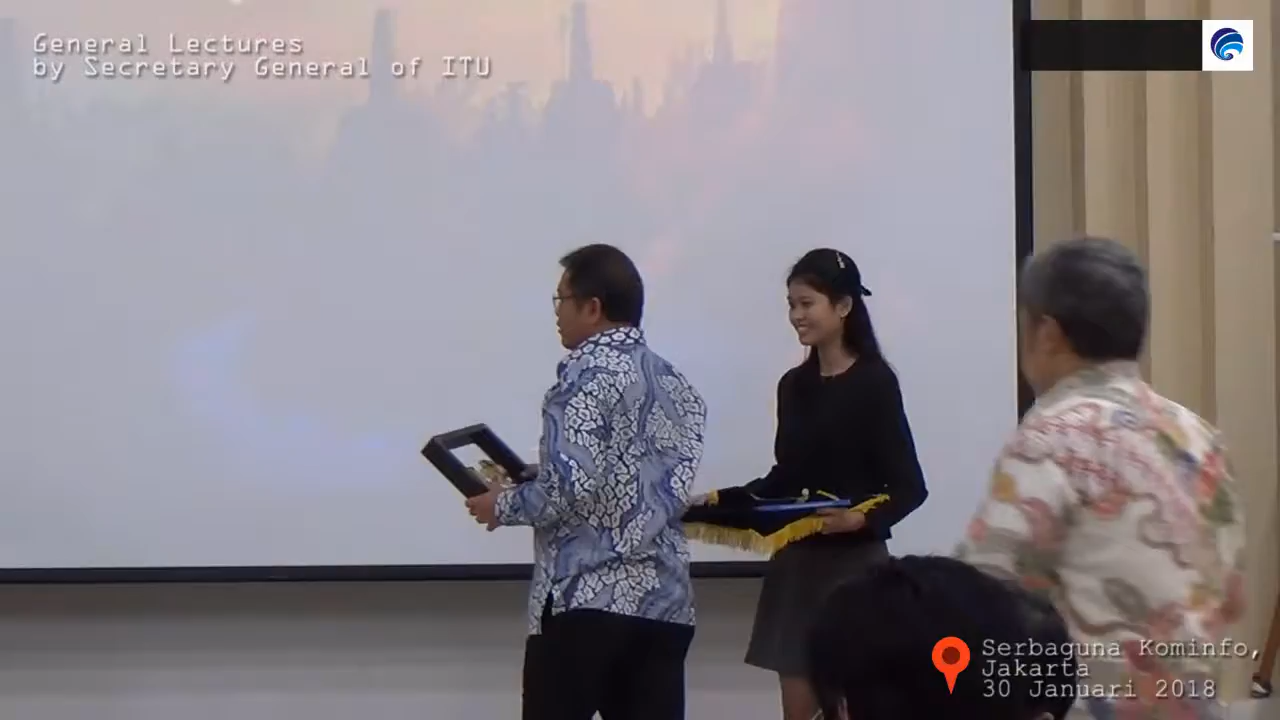 General Lectures
by Secretary General of ITU
Serbaguna Kominfo,
Jakarta
30 Januari 2018